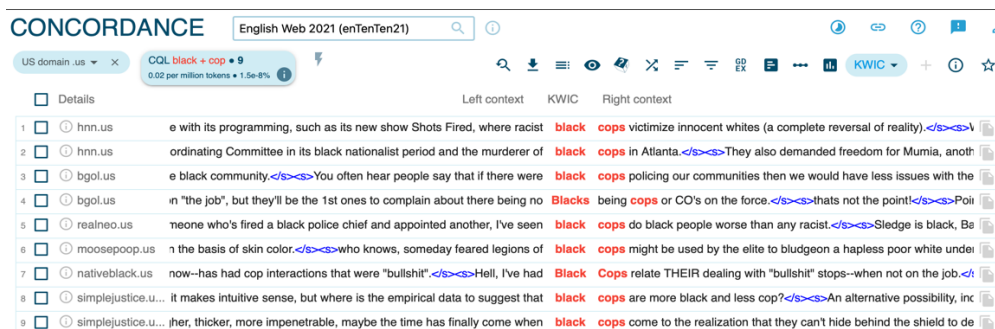 CONCORDANCE English Web 2021 (enTenTen21)
US domain .us × CQL black + cop • 9
0.02 per million tokens • 1.5e-8% GD EX KWIC
Details Left context KWIC Right context
1 hnn.us e with its programming, such as its new show Shots Fired, where racist black cops victimize innocent whites (a complete reversal of reality).</s><s>
2 hnn.us ordinating Committee in its black nationalist period and the murderer of black cops in Atlanta.</s><s>They also demanded freedom for Mumia, anoth
3 bgol.us e black community.</s><s>You often hear people say that if there were black cops policing our communities then we would have less issues with the
4 bgol.us n "the job", but they'll be the 1st ones to complain about there being no Blacks being cops or CO's on the force.</s><s>thats not the point!</s><s>Poi
5 realneo.us meone who's fired a black police chief and appointed another, I've seen black cops do black people worse than any racist.</s><s>Sledge is black, Ba
6 moosepoop.us n the basis of skin color.</s><s>who knows, someday feared legions of black cops might be used by the elite to bludgeon a hapless poor white under
7 nativeblack.us now--has had cop interactions that were "bullshit".</s><s>Hell, I've had Black Cops relate THEIR dealing with "bullshit" stops--when not on the job.</
8 simplejustice.u... it makes intuitive sense, but where is the empirical data to suggest that black cops are more black and less cop?</s><s>An alternative possibility, inc
9 simplejustice.u... her, thicker, more impenetrable, maybe the time has finally come when black cops come to the realization that they can't hide behind the shield to de